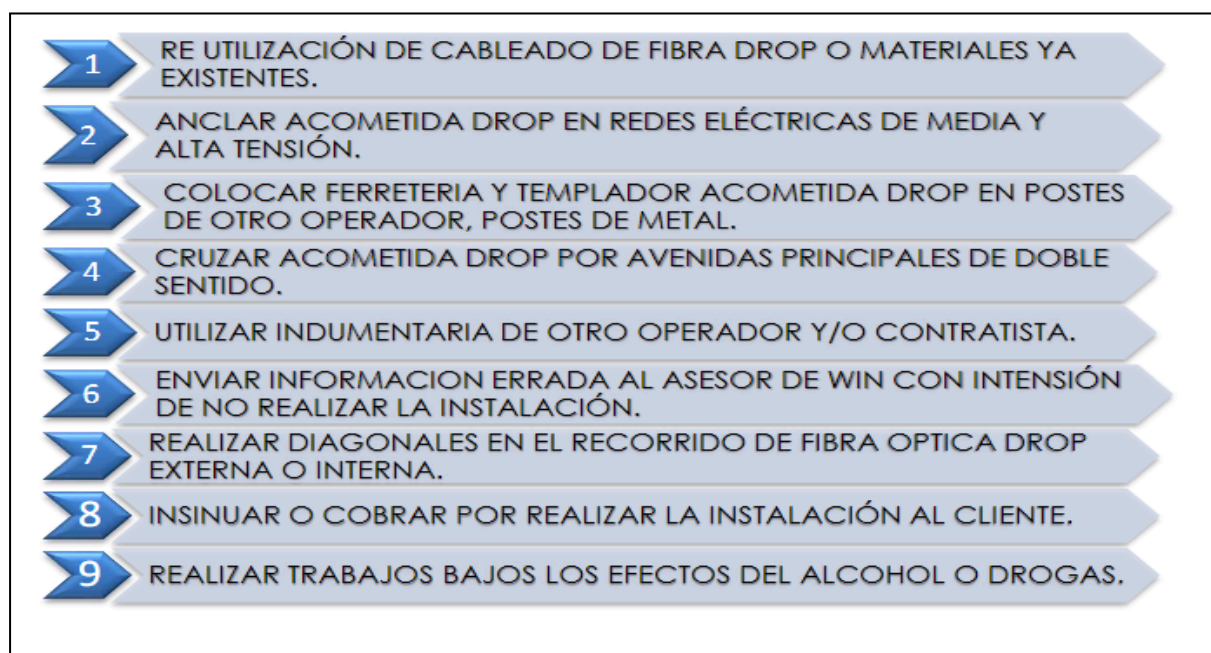 1
RE UTILIZACIÓN DE CABLEADO DE FIBRA DROP O MATERIALES YA
EXISTENTES.
2
ANCLAR ACOMETIDA DROP EN REDES ELÉCTRICAS DE MEDIA Y
ALTA TENSIÓN.
3
COLOCAR FERRETERIA Y TEMPLADOR ACOMETIDA DROP EN POSTES
DE OTRO OPERADOR, POSTES DE METAL.
4
CRUZAR ACOMETIDA DROP POR AVENIDAS PRINCIPALES DE DOBLE
SENTIDO.
5
UTILIZAR INDUMENTARIA DE OTRO OPERADOR Y/O CONTRATISTA.
6
ENVIAR INFORMACION ERRADA AL ASESOR DE WIN CON INTENSIÓN
DE NO REALIZAR LA INSTALACIÓN.
7
REALIZAR DIAGONALES EN EL RECORRIDO DE FIBRA OPTICA DROP
EXTERNA O INTERNA.
8
INSINUAR O COBRAR POR REALIZAR LA INSTALACIÓN AL CLIENTE.
9
REALIZAR TRABAJOS BAJOS LOS EFECTOS DEL ALCOHOL O DROGAS.